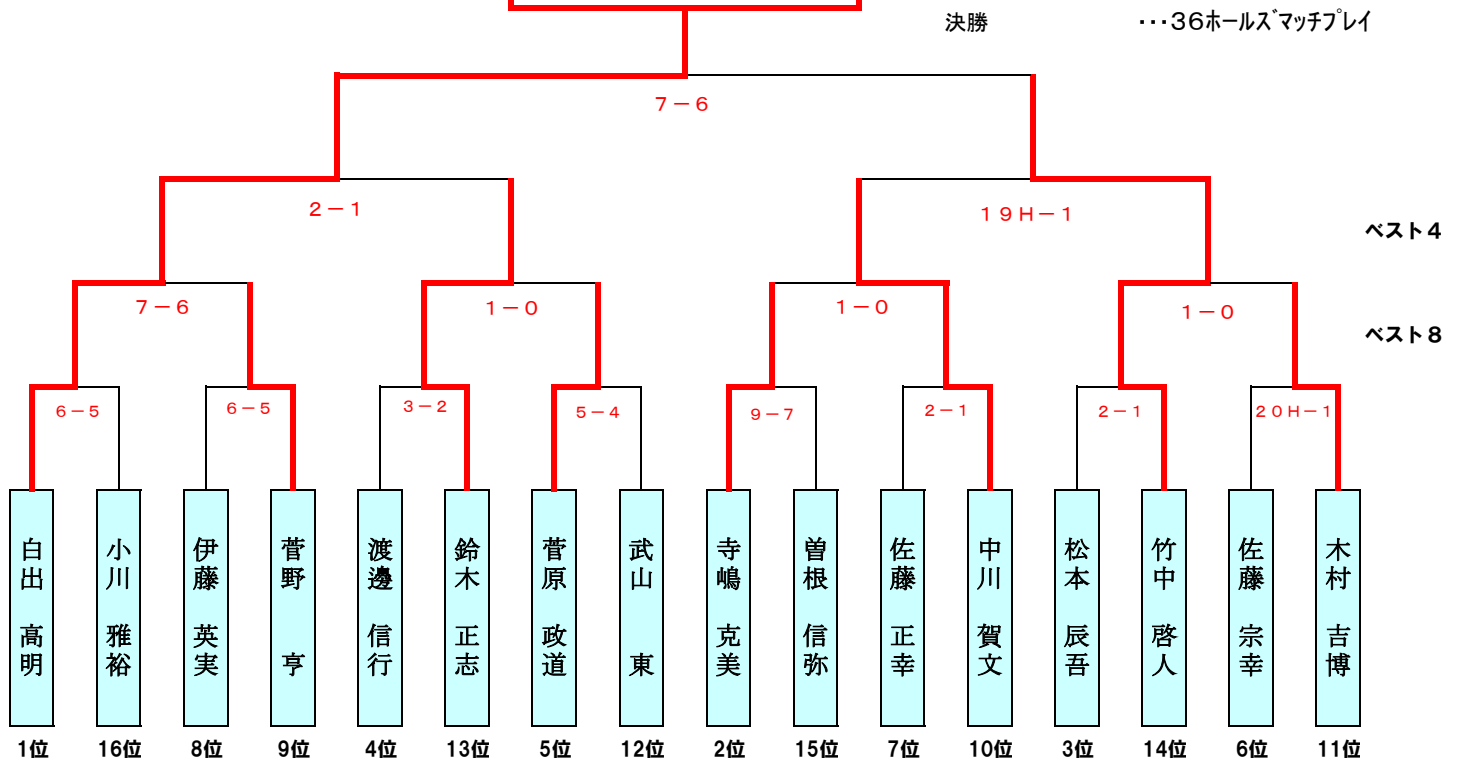 決勝 ・・・36ホールズマッチプレイ
7－6
2－1
19H－1
ベスト4
7－6
1－0
1－0
1－0
ベスト8
6－5
6－5
3－2
5－4
9－7
2－1
2－1
20H－1
白出 高明
小川 雅裕
伊藤 英実
菅野 亨
渡邊 信行
鈴木 正志
菅原 政道
武山 東
寺嶋 克美
曽根 信弥
佐藤 正幸
中川 賀文
松本 辰吾
竹中 啓人
佐藤 宗幸
木村 吉博
1位 16位 8位 9位 4位 13位 5位 12位 2位 15位 7位 10位 3位 14位 6位 11位